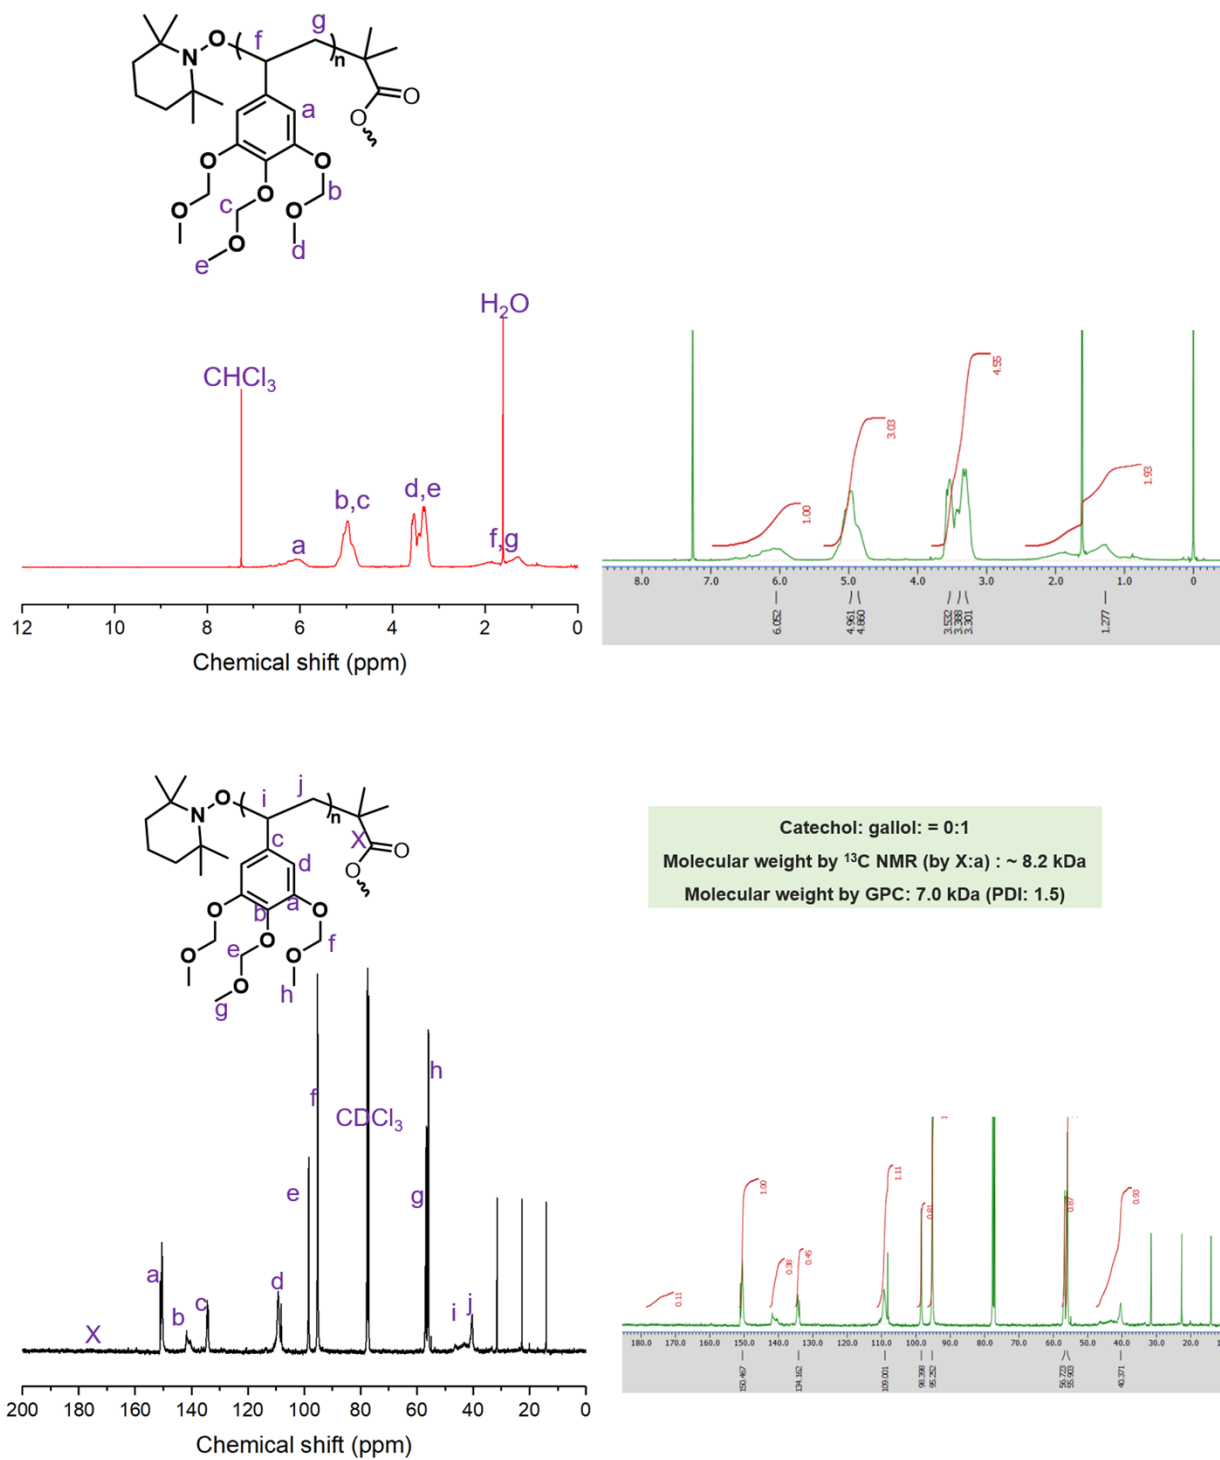 g
O
f
N
n
a
O
O
O
O
O
b
c
O
O
O
d
e
H2O
CHCl3
b,c
d,e
a
f,g
12 10 8 6 4 2 0
Chemical shift (ppm)
4.55
3.03
1.93
1.00
8.0 7.0 6.0 5.0 4.0 3.0 2.0 1.0 0
6.052
4.961
4.860
3.532
3.388
3.301
1.277
j
O
i
N
n
c
X
d
O
O
a
b
O
O
O
f
O
e
O
O
h
g
Catechol: gallol: = 0:1
Molecular weight by 13C NMR (by X:a) : ~ 8.2 kDa
Molecular weight by GPC: 7.0 kDa (PDI: 1.5)
h
f
CDCl3
e
g
a
d
b
c
i
j
X
200 180 160 140 120 100 80 60 40 20 0
Chemical shift (ppm)
0.11
1.00
0.38
0.45
1.11
0.81
0.87
0.93
180.0 170.0 160.0 150.0 140.0 130.0 120.0 110.0 100.0 90.0 80.0 70.0 60.0 50.0 40.0 30.0 20.0
150.467
134.162
109.001
98.398
95.252
56.723
55.903
40.371